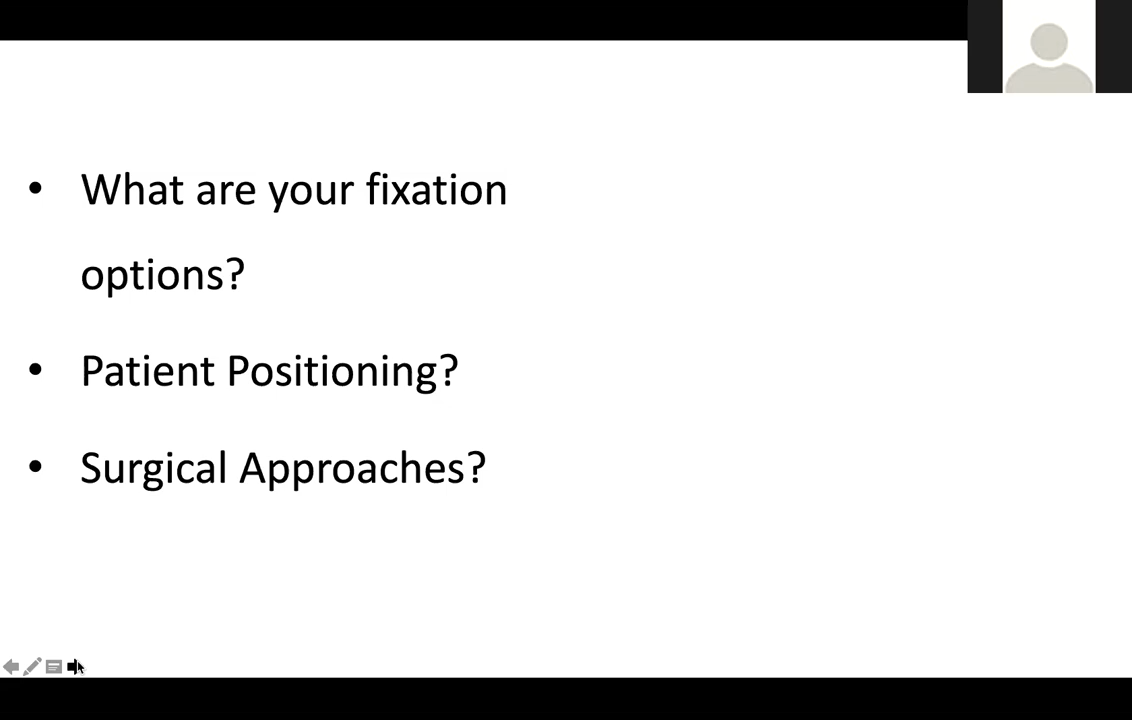 • What are your fixation
options?
• Patient Positioning?
• Surgical Approaches?